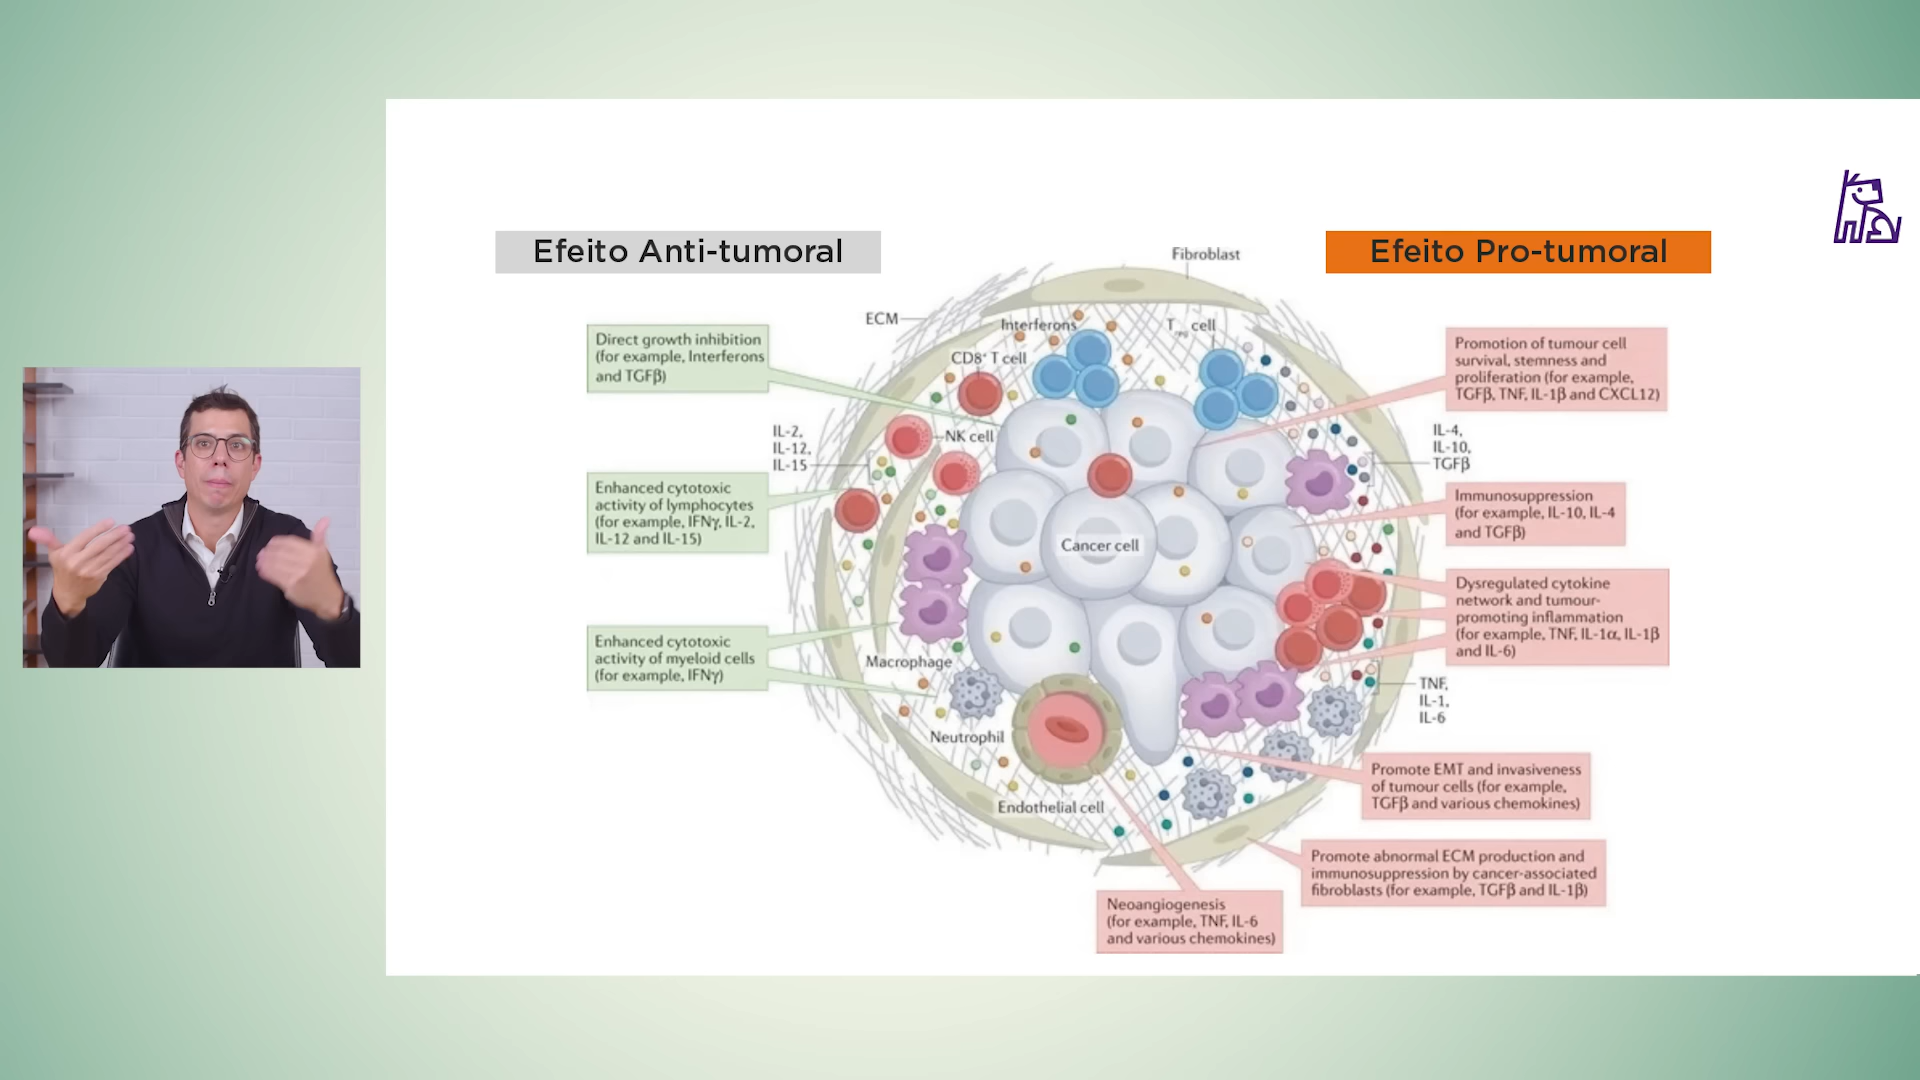 Efeito Anti-tumoral
Efeito Pro-tumoral
Fibroblast
ECM
Interferons
Treg cell
CD8⁺ T cell
Direct growth inhibition
(for example, Interferons
and TGFβ)
IL-2,
IL-12,
IL-15
NK cell
Enhanced cytotoxic
activity of lymphocytes
(for example, IFNγ, IL-2,
IL-12 and IL-15)
Cancer cell
Enhanced cytotoxic
activity of myeloid cells
(for example, IFNγ)
Macrophage
Neutrophil
Endothelial cell
Promotion of tumour cell
survival, stemness and
proliferation (for example,
TGFβ, TNF, IL-1β and CXCL12)
IL-4,
IL-10,
TGFβ
Immunosuppression
(for example, IL-10, IL-4
and TGFβ)
Dysregulated cytokine
network and tumour-
promoting inflammation
(for example, TNF, IL-1α, IL-1β
and IL-6)
TNF,
IL-1,
IL-6
Promote EMT and invasiveness
of tumour cells (for example,
TGFβ and various chemokines)
Promote abnormal ECM production and
immunosuppression by cancer-associated
fibroblasts (for example, TGFβ and IL-1β)
Neoangiogenesis
(for example, TNF, IL-6
and various chemokines)